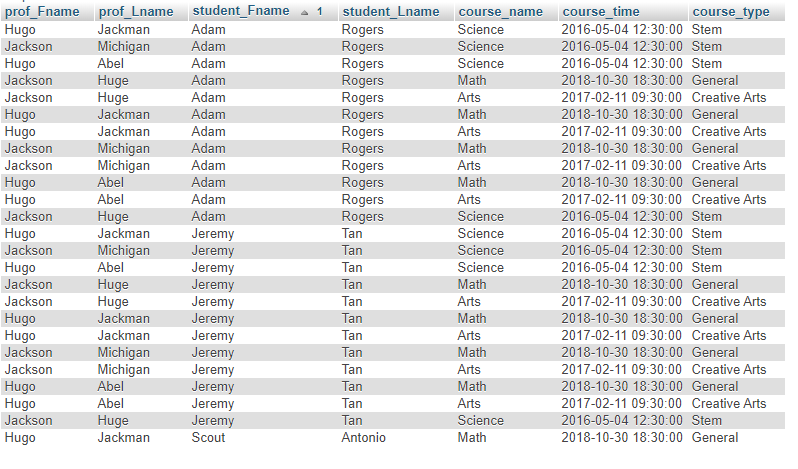 prof_Fname prof_Lname student_Fname 1 student_Lname course_name course_time course_type
Hugo Jackman Adam Rogers Science 2016-05-04 12:30:00 Stem
Jackson Michigan Adam Rogers Science 2016-05-04 12:30:00 Stem
Hugo Abel Adam Rogers Science 2016-05-04 12:30:00 Stem
Jackson Huge Adam Rogers Math 2018-10-30 18:30:00 General
Jackson Huge Adam Rogers Arts 2017-02-11 09:30:00 Creative Arts
Hugo Jackman Adam Rogers Math 2018-10-30 18:30:00 General
Hugo Jackman Adam Rogers Arts 2017-02-11 09:30:00 Creative Arts
Jackson Michigan Adam Rogers Math 2018-10-30 18:30:00 General
Jackson Michigan Adam Rogers Arts 2017-02-11 09:30:00 Creative Arts
Hugo Abel Adam Rogers Math 2018-10-30 18:30:00 General
Hugo Abel Adam Rogers Arts 2017-02-11 09:30:00 Creative Arts
Jackson Huge Adam Rogers Science 2016-05-04 12:30:00 Stem
Hugo Jackman Jeremy Tan Science 2016-05-04 12:30:00 Stem
Jackson Michigan Jeremy Tan Science 2016-05-04 12:30:00 Stem
Hugo Abel Jeremy Tan Science 2016-05-04 12:30:00 Stem
Jackson Huge Jeremy Tan Math 2018-10-30 18:30:00 General
Jackson Huge Jeremy Tan Arts 2017-02-11 09:30:00 Creative Arts
Hugo Jackman Jeremy Tan Math 2018-10-30 18:30:00 General
Hugo Jackman Jeremy Tan Arts 2017-02-11 09:30:00 Creative Arts
Jackson Michigan Jeremy Tan Math 2018-10-30 18:30:00 General
Jackson Michigan Jeremy Tan Arts 2017-02-11 09:30:00 Creative Arts
Hugo Abel Jeremy Tan Math 2018-10-30 18:30:00 General
Hugo Abel Jeremy Tan Arts 2017-02-11 09:30:00 Creative Arts
Jackson Huge Jeremy Tan Science 2016-05-04 12:30:00 Stem
Hugo Jackman Scout Antonio Math 2018-10-30 18:30:00 General